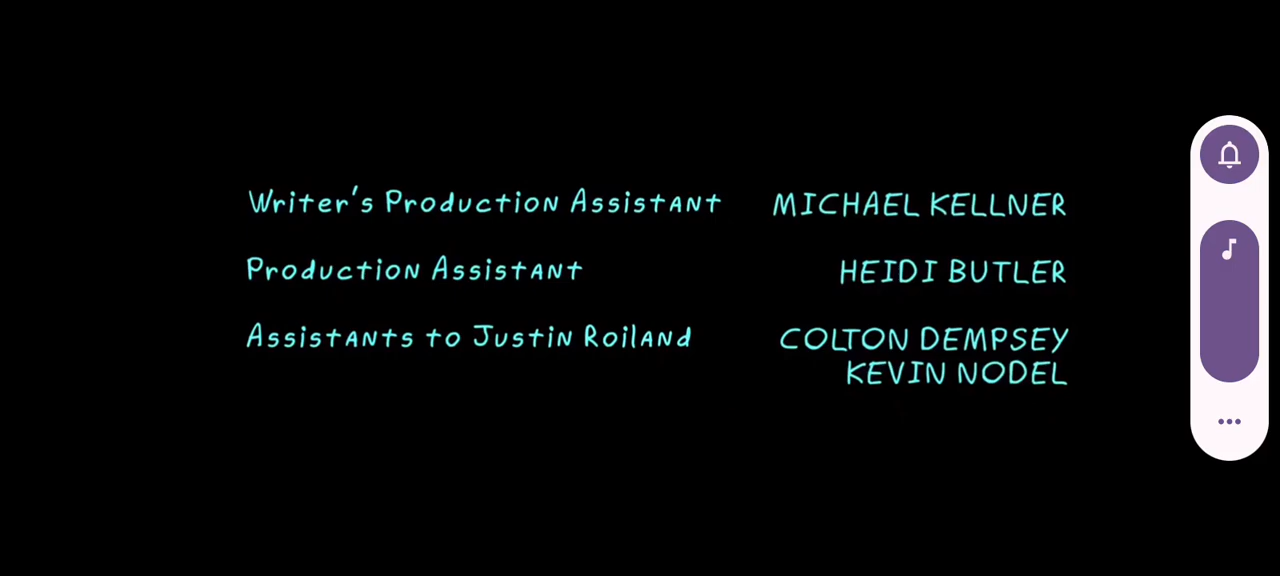 Writer's Production Assistant MICHAEL KELLNER
Production Assistant HEIDI BUTLER
Assistants to Justin Roiland COLTON DEMPSEY
KEVIN NODEL